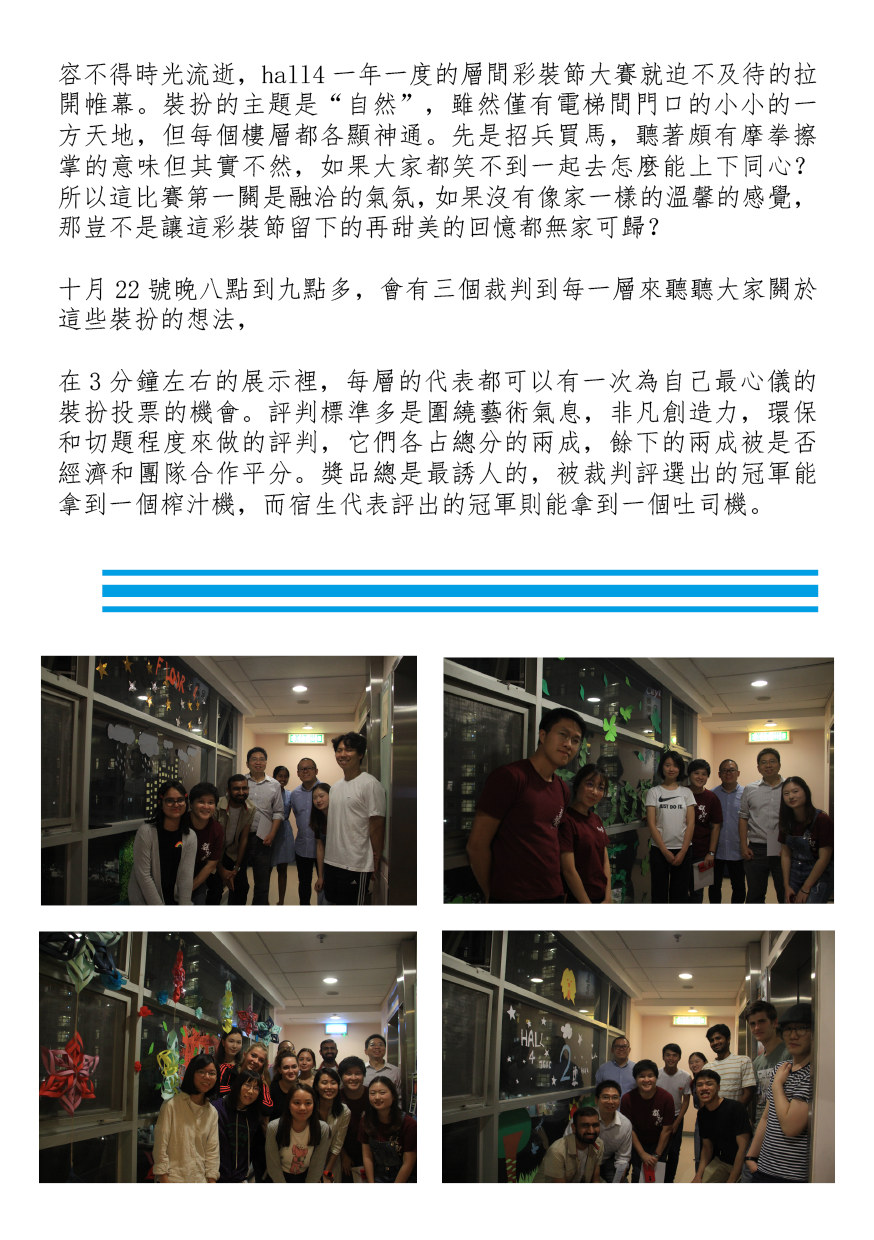 容不得時光流逝，hall4 一年一度的層間彩裝節大賽就迫不及待的拉
開帷幕。裝扮的主題是“自然”，雖然僅有電梯間門口的小小的一
方天地，但每個樓層都各顯神通。先是招兵買馬，聽著頗有摩拳擦
掌的意味但其實不然，如果大家都笑不到一起去怎麼能上下同心？
所以這比賽第一關是融洽的氣氛，如果沒有像家一樣的溫馨的感覺，
那豈不是讓這彩裝節留下的再甜美的回憶都無家可歸？
十月 22 號晚八點到九點多，會有三個裁判到每一層來聽聽大家關於
這些裝扮的想法，
在 3 分鐘左右的展示裡，每層的代表都可以有一次為自己最心儀的
裝扮投票的機會。評判標準多是圍繞藝術氣息，非凡創造力，環保
和切題程度來做的評判，它們各占總分的兩成，餘下的兩成被是否
經濟和團隊合作平分。獎品總是最誘人的，被裁判評選出的冠軍能
拿到一個榨汁機，而宿生代表評出的冠軍則能拿到一個吐司機。
FLOOR
JUST DO IT.
HALL
4
2